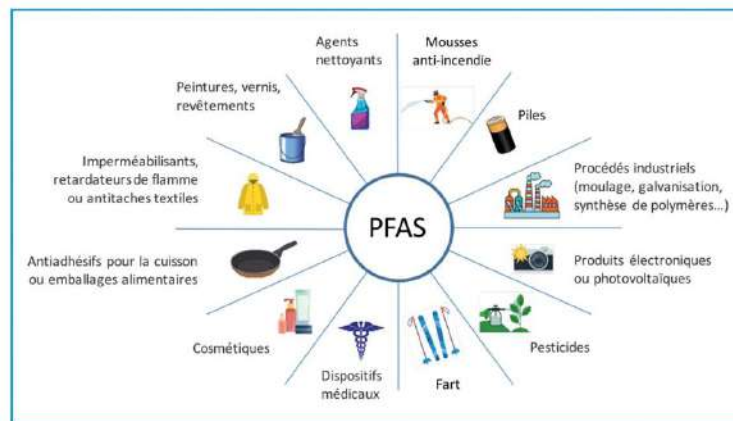 Agents
nettoyants
Mousses
anti-incendie
Peintures, vernis,
revêtements
Piles
Imperméabilisants,
retardateurs de flamme
ou antitaches textiles
Procédés industriels
(moulage, galvanisation,
synthèse de polymères...)
PFAS
Antiadhésifs pour la cuisson
ou emballages alimentaires
Produits électroniques
ou photovoltaïques
Cosmétiques
Dispositifs
médicaux
Fart
Pesticides